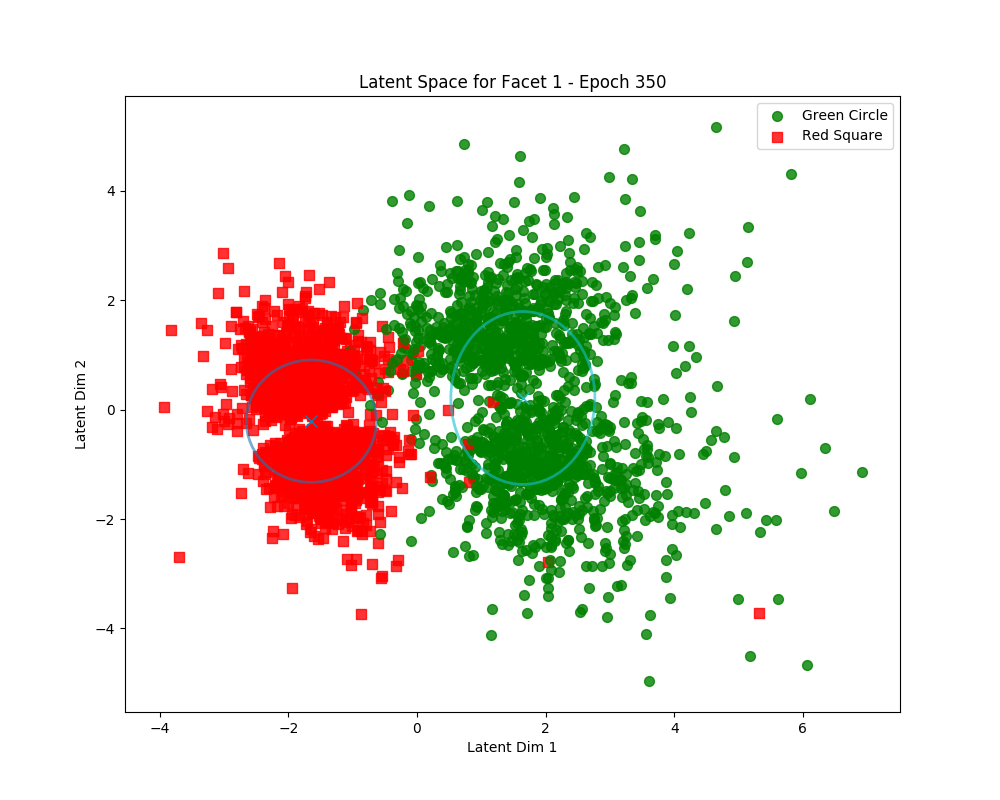 Latent Space for Facet 1 - Epoch 350
Green Circle
Red Square
4
2
0
−2
−4
Latent Dim 2
−4
−2
0
2
4
6
Latent Dim 1